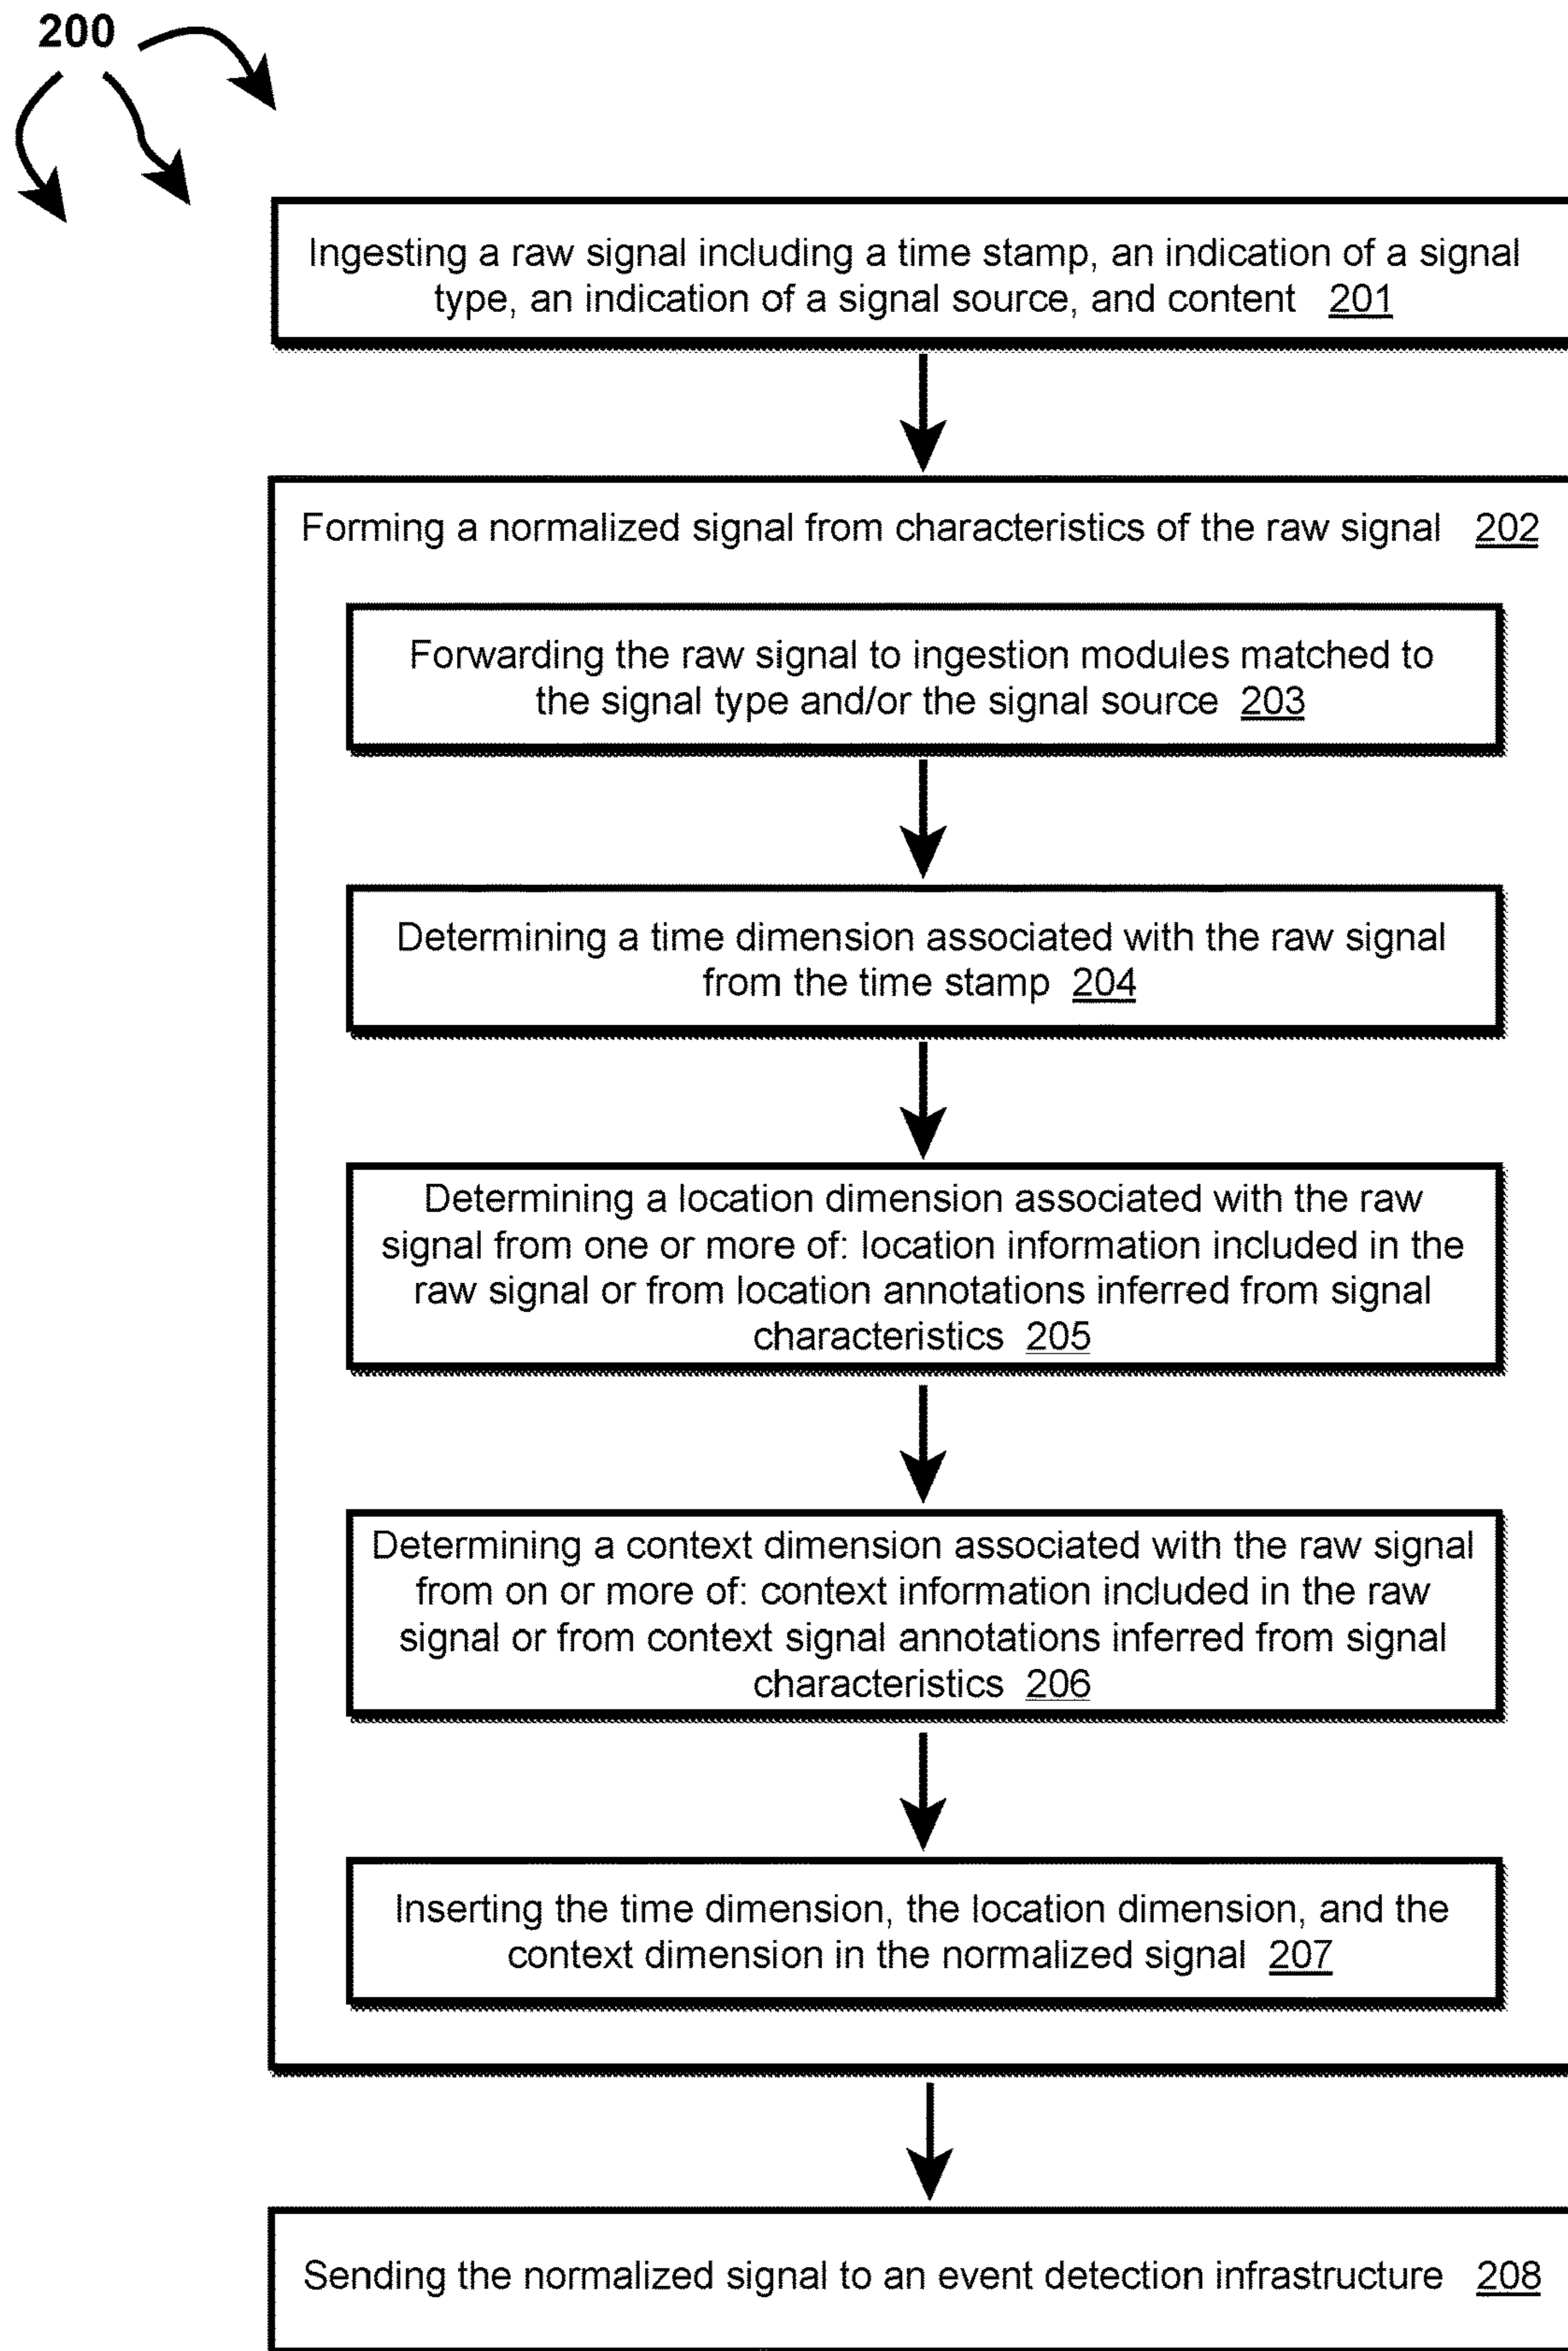 200
Ingesting a raw signal including a time stamp, an indication of a signal
type, an indication of a signal source, and content 201
Forming a normalized signal from characteristics of the raw signal 202
Forwarding the raw signal to ingestion modules matched to
the signal type and/or the signal source 203
Determining a time dimension associated with the raw signal
from the time stamp 204
Determining a location dimension associated with the raw
signal from one or more of: location information included in the
raw signal or from location annotations inferred from signal
characteristics 205
Determining a context dimension associated with the raw signal
from on or more of: context information included in the raw
signal or from context signal annotations inferred from signal
characteristics 206
Inserting the time dimension, the location dimension, and the
context dimension in the normalized signal 207
Sending the normalized signal to an event detection infrastructure 208